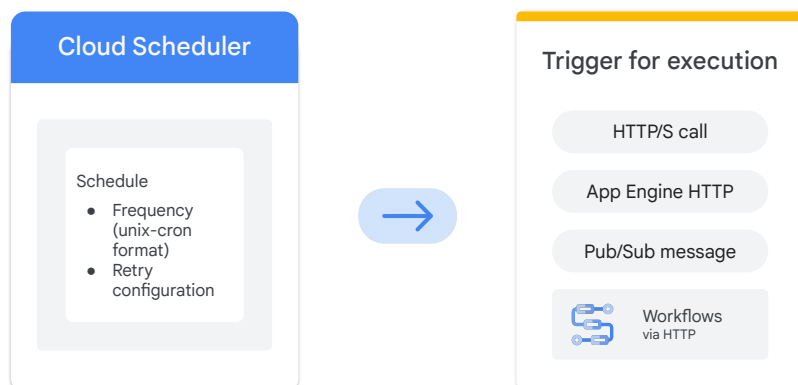 Cloud Scheduler
Schedule
● Frequency
(unix-cron
format)
● Retry
configuration
Trigger for execution
HTTP/S call
App Engine HTTP
Pub/Sub message
Workflows
via HTTP